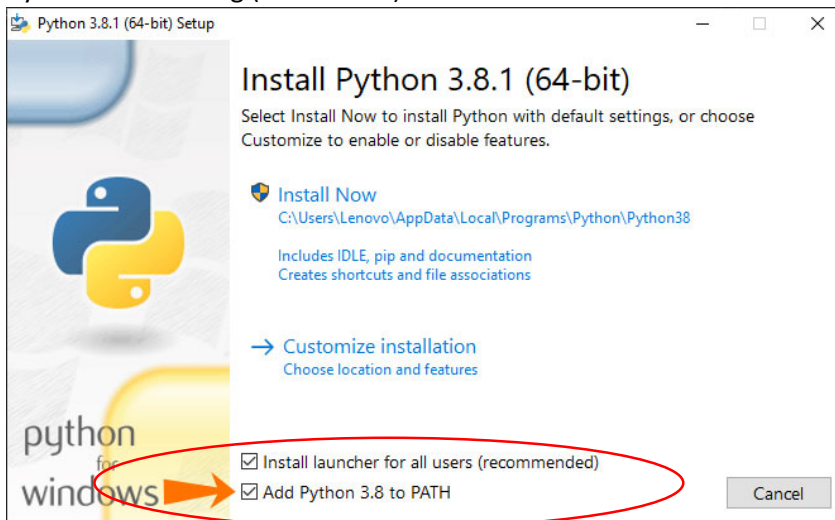 Python 3.8.1 (64-bit) Setup
Install Python 3.8.1 (64-bit)
Select Install Now to install Python with default settings, or choose
Customize to enable or disable features.
Install Now
C:\Users\Lenovo\AppData\Local\Programs\Python\Python38
Includes IDLE, pip and documentation
Creates shortcuts and file associations
Customize installation
Choose location and features
python
for
windows
Install launcher for all users (recommended)
Add Python 3.8 to PATH
Cancel